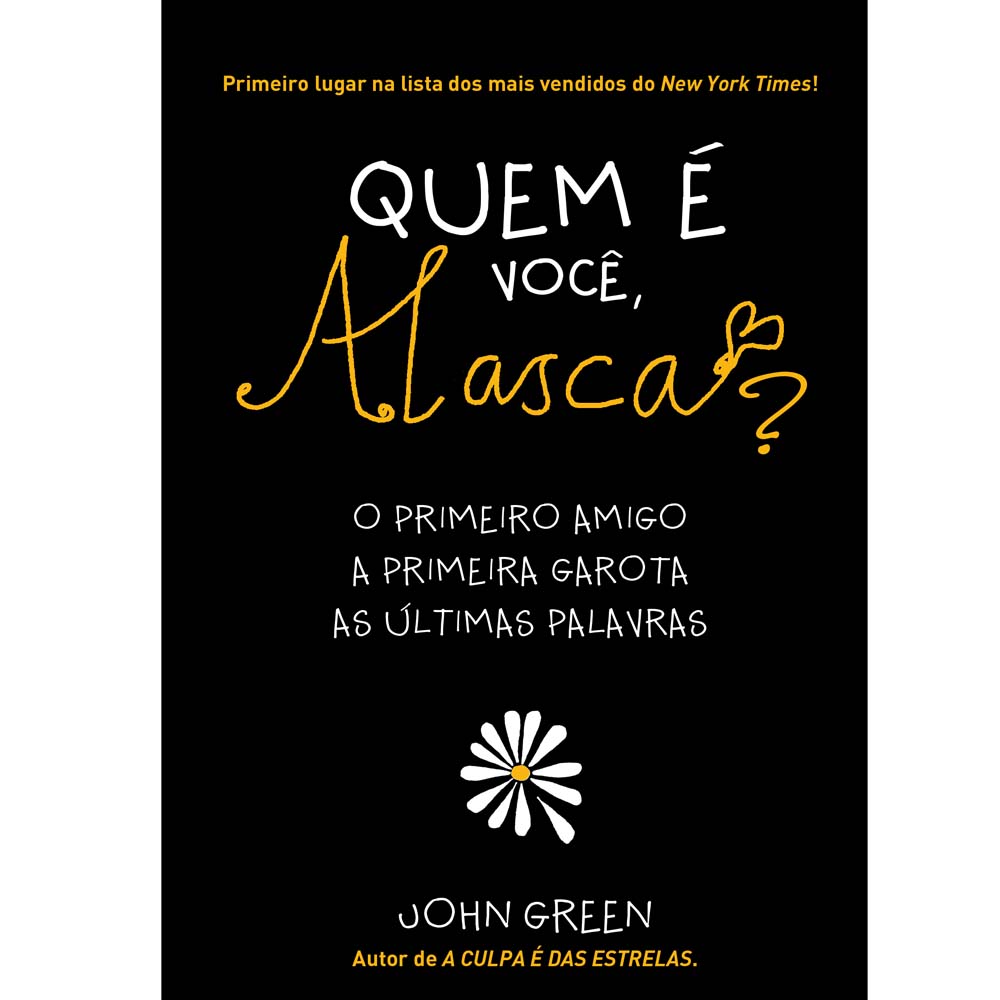 Primeiro lugar na lista dos mais vendidos do New York Times!
QUEM É
VOCÊ,
Alasca?
O PRIMEIRO AMIGO
A PRIMEIRA GAROTA
AS ÚLTIMAS PALAVRAS
JOHN GREEN
Autor de A CULPA É DAS ESTRELAS.